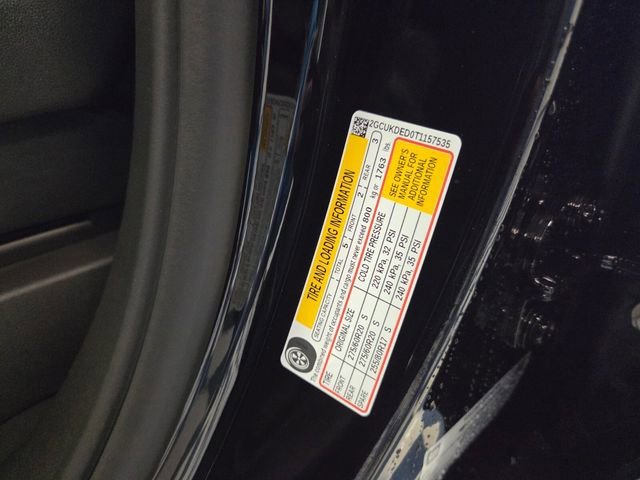 2GCUKDED0T1157535
TIRE AND LOADING INFORMATION
SEATING CAPACITY TOTAL 5 FRONT 2 REAR 3
The combined weight of occupants and cargo must never exceed 800 kg or 1763 lbs.
TIRE ORIGINAL SIZE COLD TIRE PRESSURE
FRONT 275/60R20 S 220 kPa, 32 PSI
REAR 275/60R20 S 240 kPa, 35 PSI
SPARE 255/80R17 S 240 kPa, 35 PSI
SEE OWNER'S
MANUAL FOR
ADDITIONAL
INFORMATION